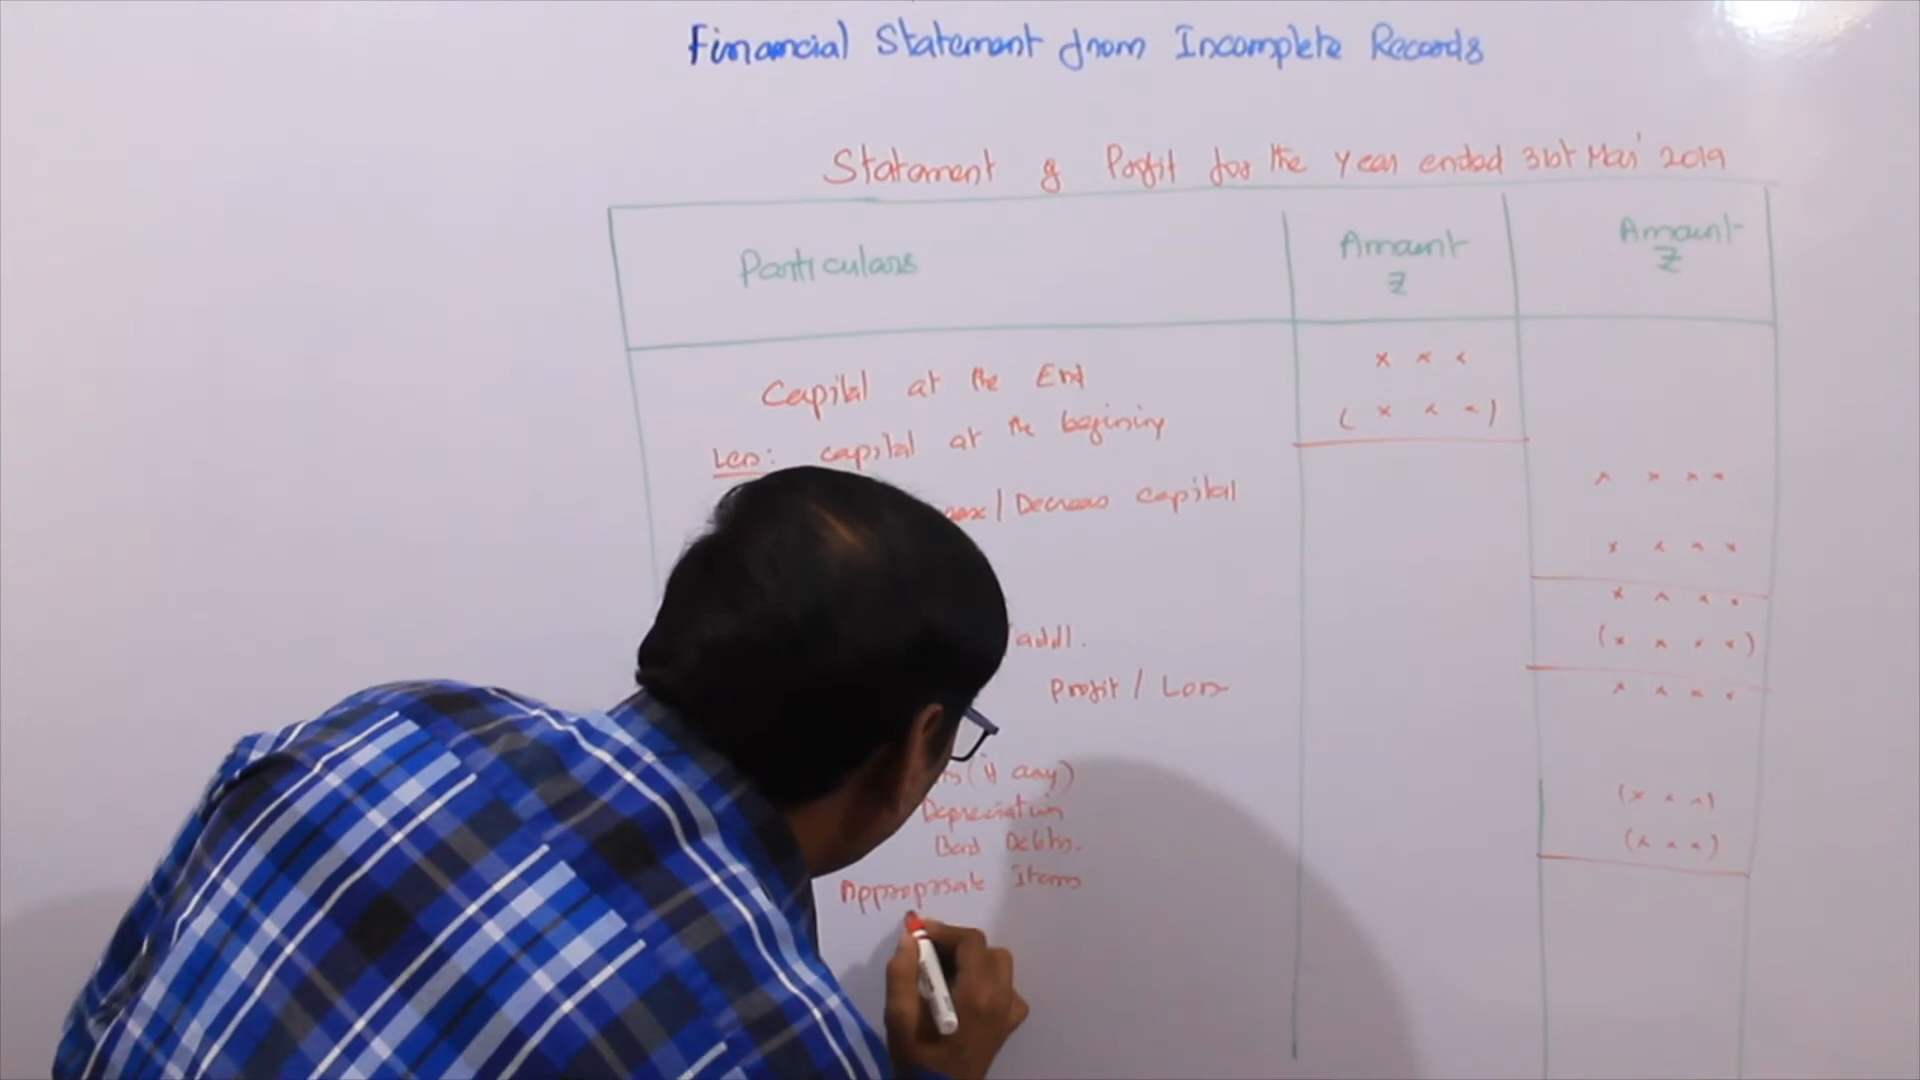 Financial Statement from Incomplete Records
Statement of Profit for the Year ended 31st Mar' 2019
Particulars Amount ₹ Amount ₹
Capital at the End x x x
Less: capital at the begining (x x x)
/ Decreas capital x x x x
x x x x
x x x x
addl. (x x x x)
Profit / Loss x x x x
(if any)
Depreciation (x x x)
Bad Debts. (x x x)
Appropriate Items